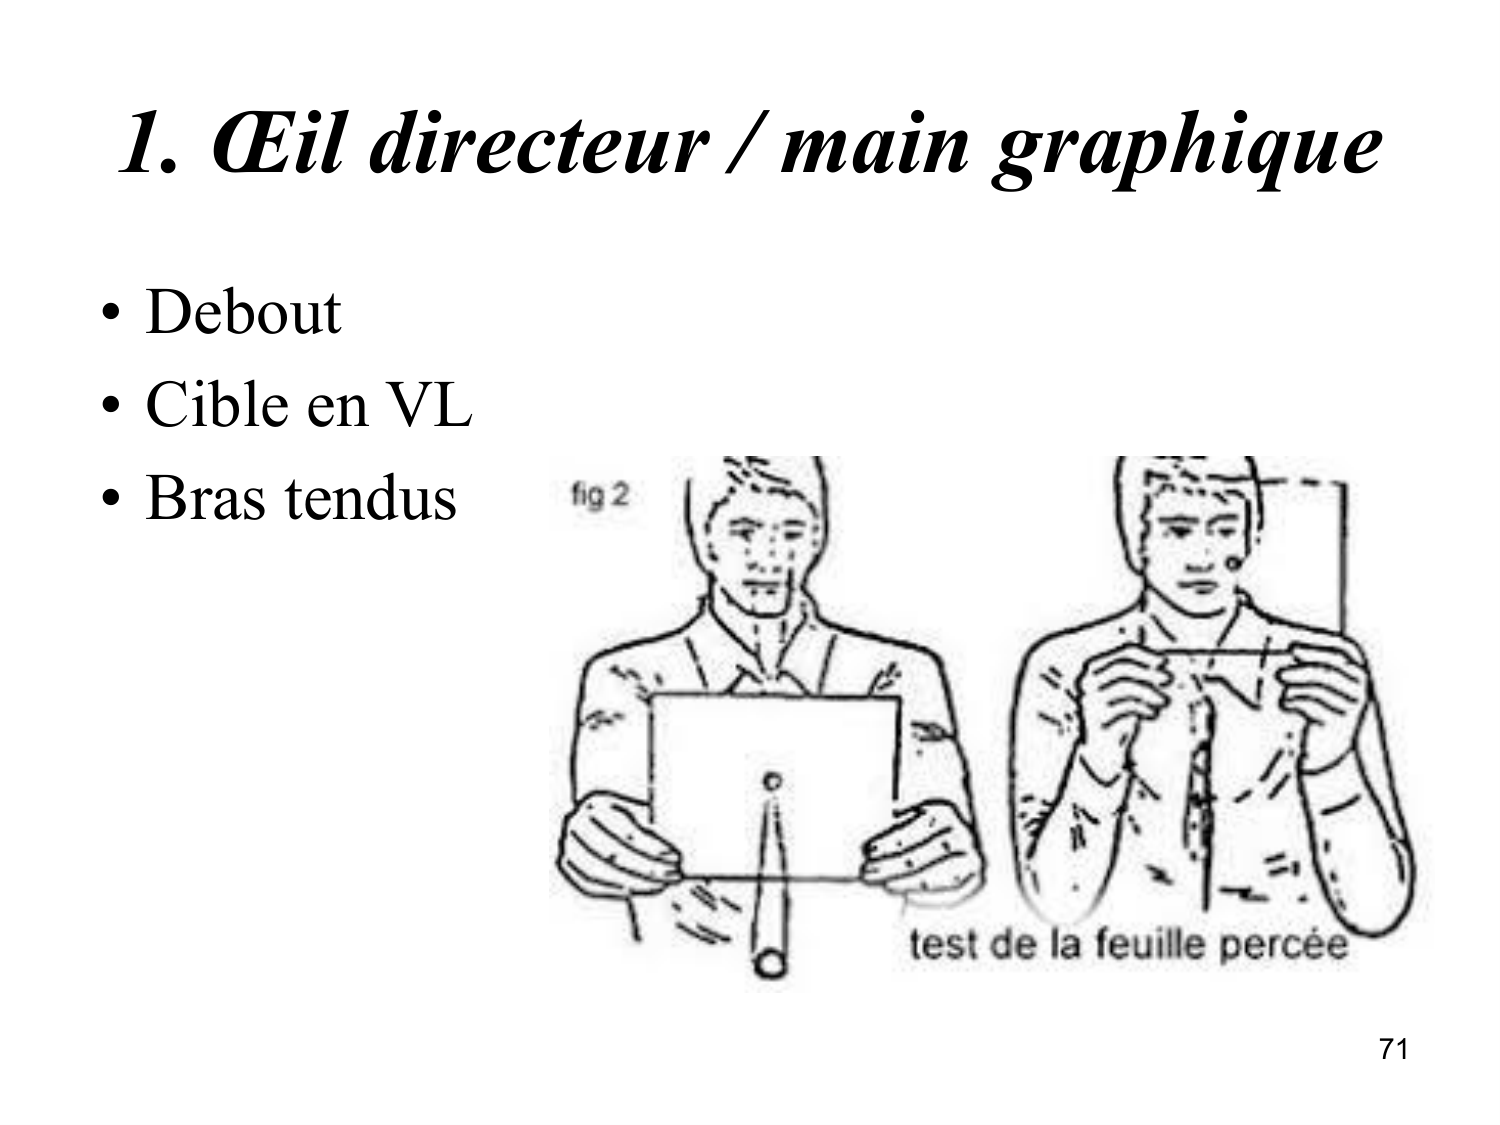 1. Œil directeur / main graphique
• Debout
• Cible en VL
• Bras tendus
fig 2
test de la feuille percée
71